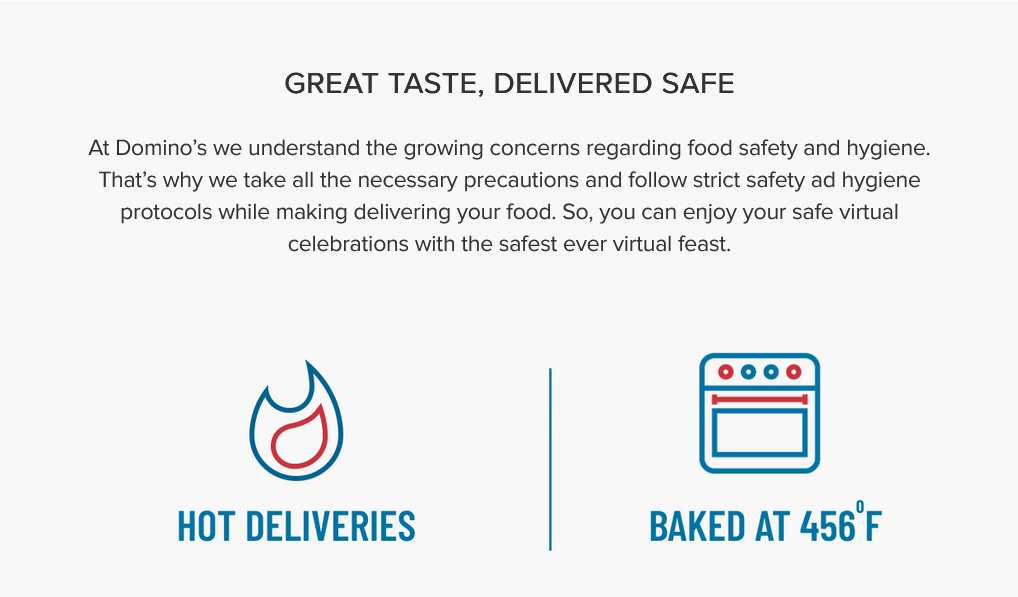 GREAT TASTE, DELIVERED SAFE
At Domino’s we understand the growing concerns regarding food safety and hygiene.
That’s why we take all the necessary precautions and follow strict safety ad hygiene
protocols while making delivering your food. So, you can enjoy your safe virtual
celebrations with the safest ever virtual feast.
HOT DELIVERIES
BAKED AT 456⁰F